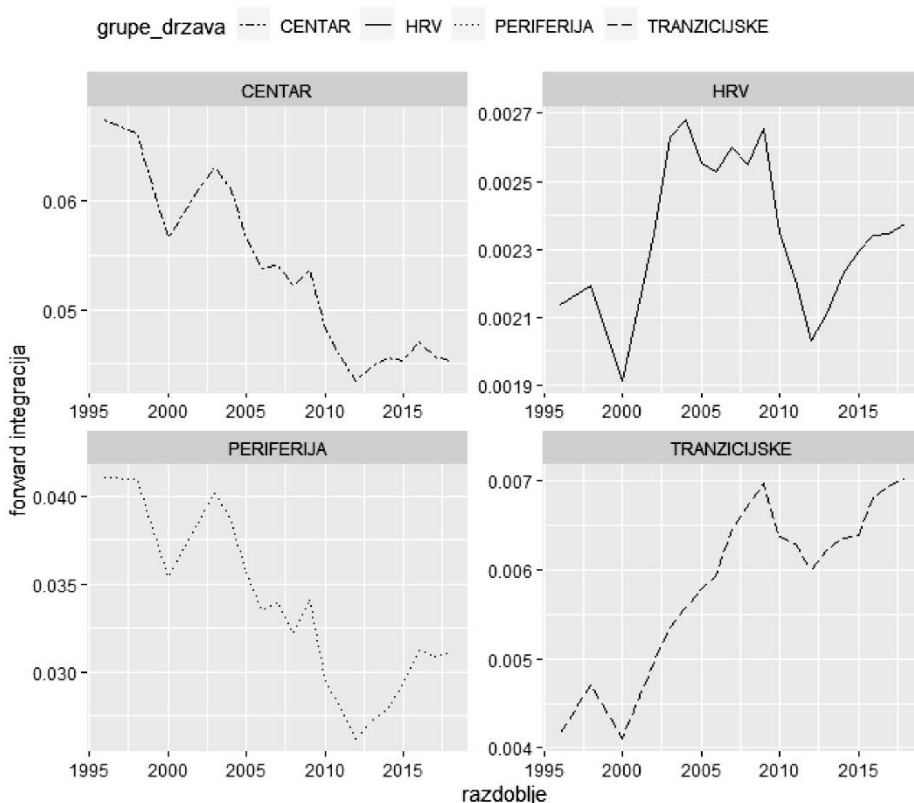 grupe_drzava CENTAR HRV PERIFERIJA TRANZICIJSKE
CENTAR HRV
0.06
0.05
1995 2000 2005 2010 2015
0.0027
0.0025
0.0023
0.0021
0.0019
1995 2000 2005 2010 2015
PERIFERIJA TRANZICIJSKE
0.040
0.035
0.030
1995 2000 2005 2010 2015
0.007
0.006
0.005
0.004
1995 2000 2005 2010 2015
forward integracija
razdoblje